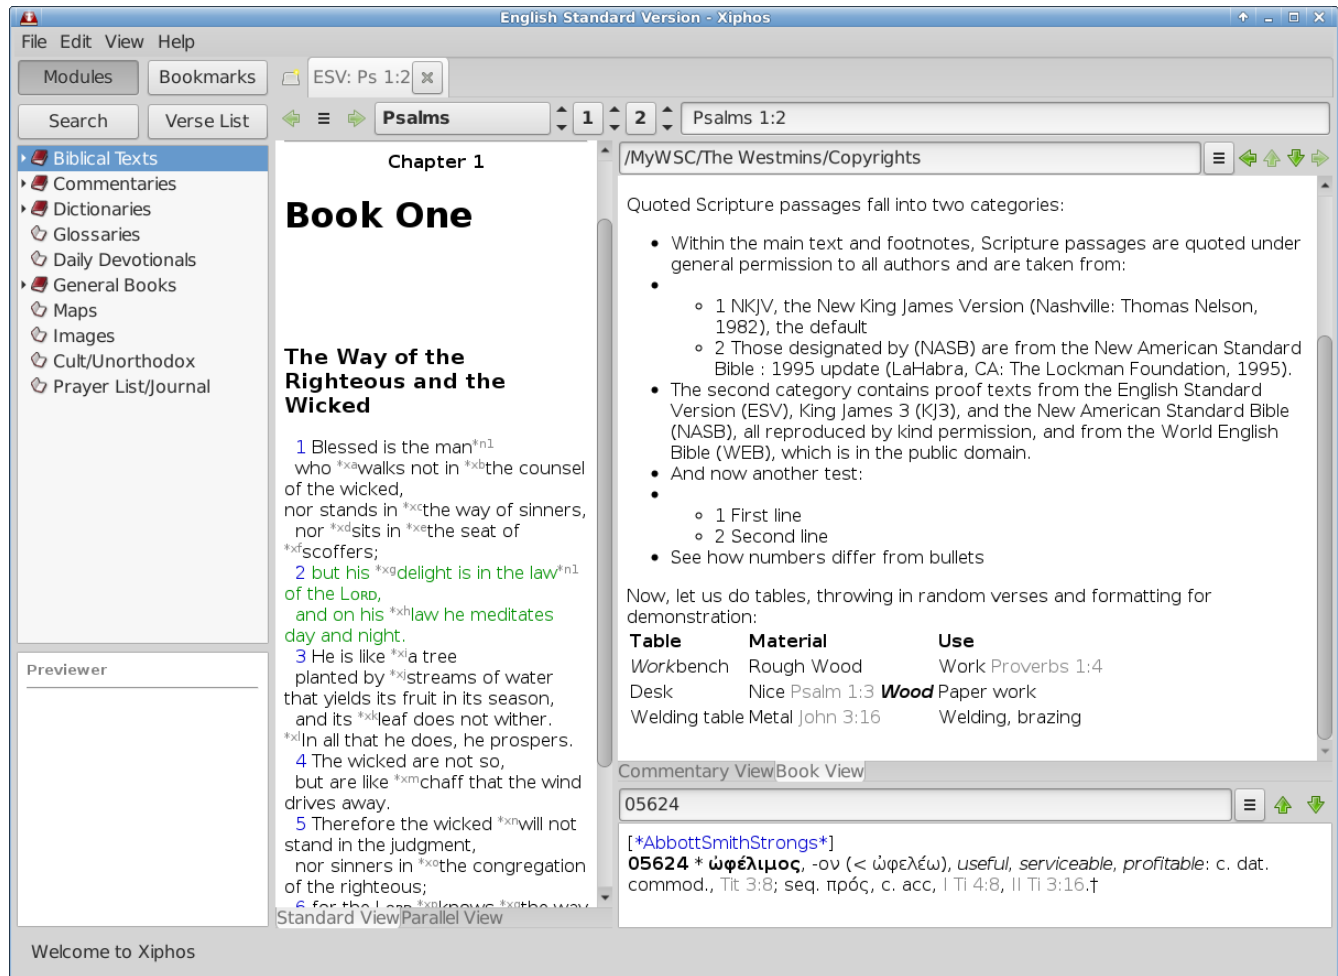 English Standard Version - Xiphos
File Edit View Help
Modules Bookmarks ESV: Ps 1:2
Search Verse List Psalms 1 2 Psalms 1:2
Biblical Texts
Commentaries
Dictionaries
Glossaries
Daily Devotionals
General Books
Maps
Images
Cult/Unorthodox
Prayer List/Journal
Previewer
Chapter 1
Book One
The Way of the
Righteous and the
Wicked
1 Blessed is the man*n1
who *xawalks not in *xbthe counsel
of the wicked,
nor stands in *xcthe way of sinners,
nor *xdsits in *xethe seat of
*xfscoffers;
2 but his *xgdelight is in the law*n1
of the Lord,
and on his *xhlaw he meditates
day and night.
3 He is like *xia tree
planted by *xjstreams of water
that yields its fruit in its season,
and its *xkleaf does not wither.
*xlIn all that he does, he prospers.
4 The wicked are not so,
but are like *xmchaff that the wind
drives away.
5 Therefore the wicked *xnwill not
stand in the judgment,
nor sinners in *xothe congregation
of the righteous;
6 for the Lord *xpknows *xqthe way
Standard View Parallel View
/MyWSC/The Westmins/Copyrights
Quoted Scripture passages fall into two categories:
• Within the main text and footnotes, Scripture passages are quoted under
general permission to all authors and are taken from:
•
◦ 1 NKJV, the New King James Version (Nashville: Thomas Nelson,
1982), the default
◦ 2 Those designated by (NASB) are from the New American Standard
Bible : 1995 update (LaHabra, CA: The Lockman Foundation, 1995).
• The second category contains proof texts from the English Standard
Version (ESV), King James 3 (KJ3), and the New American Standard Bible
(NASB), all reproduced by kind permission, and from the World English
Bible (WEB), which is in the public domain.
• And now another test:
•
◦ 1 First line
◦ 2 Second line
• See how numbers differ from bullets
Now, let us do tables, throwing in random verses and formatting for
demonstration:
Table Material Use
Workbench Rough Wood Work Proverbs 1:4
Desk Nice Psalm 1:3 Wood Paper work
Welding table Metal John 3:16 Welding, brazing
Commentary View Book View
05624
[*AbbottSmithStrongs*]
05624 * ὠφέλιμος, -ον (< ὠφελέω), useful, serviceable, profitable: c. dat.
commod., Tit 3:8; seq. πρός, c. acc, I Ti 4:8, II Ti 3:16.†
Welcome to Xiphos